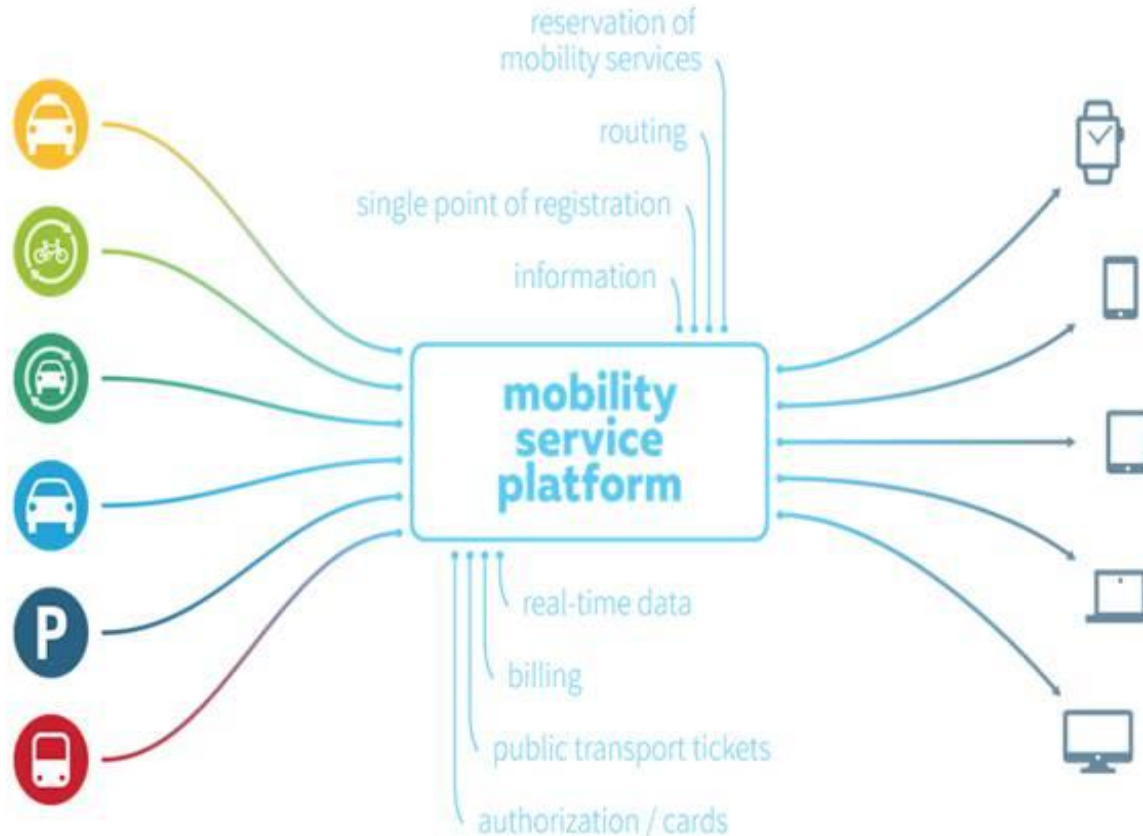 reservation of
mobility services
routing
single point of registration
information
mobility
service
platform
P
real-time data
billing
public transport tickets
authorization / cards